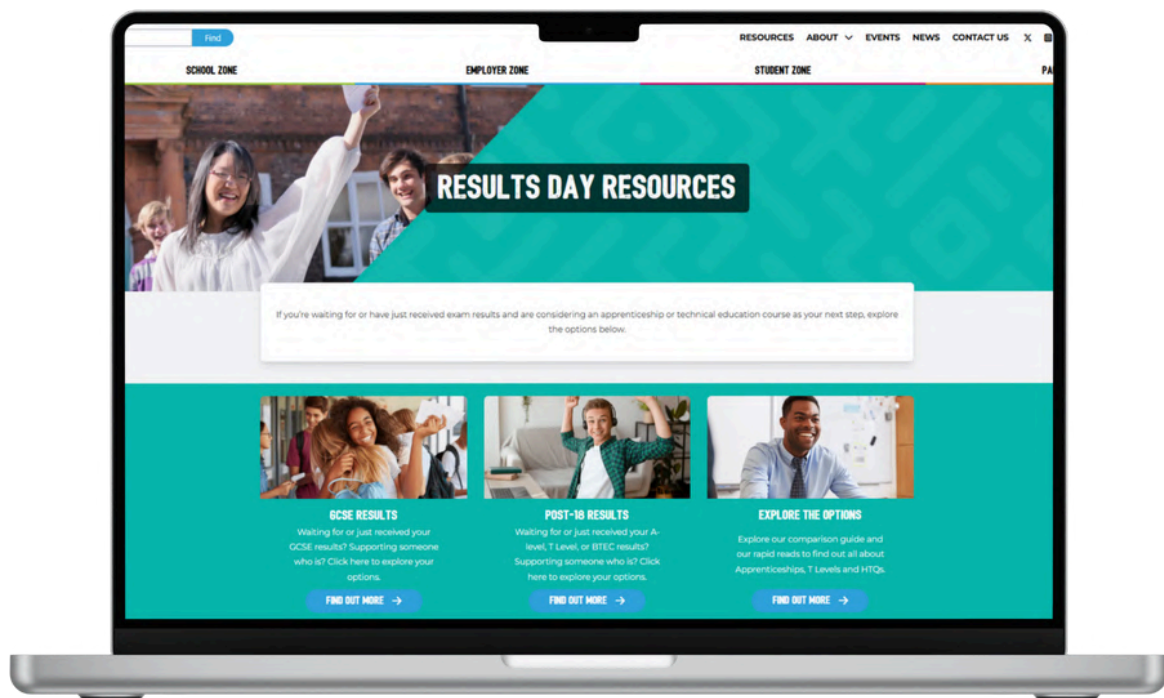 Find
RESOURCES ABOUT EVENTS NEWS CONTACT US X
SCHOOL ZONE EMPLOYER ZONE STUDENT ZONE PA
RESULTS DAY RESOURCES
If you're waiting for or have just received exam results and are considering an apprenticeship or technical education course as your next step, explore
the options below.
GCSE RESULTS
Waiting for or just received your
GCSE results? Supporting someone
who is? Click here to explore your
options.
FIND OUT MORE →
POST-18 RESULTS
Waiting for or just received your A-
level, T Level, or BTEC results?
Supporting someone who is? Click
here to explore your options.
FIND OUT MORE →
EXPLORE THE OPTIONS
Explore our comparison guide and
our rapid reads to find out all about
Apprenticeships, T Levels and HTQs.
FIND OUT MORE →